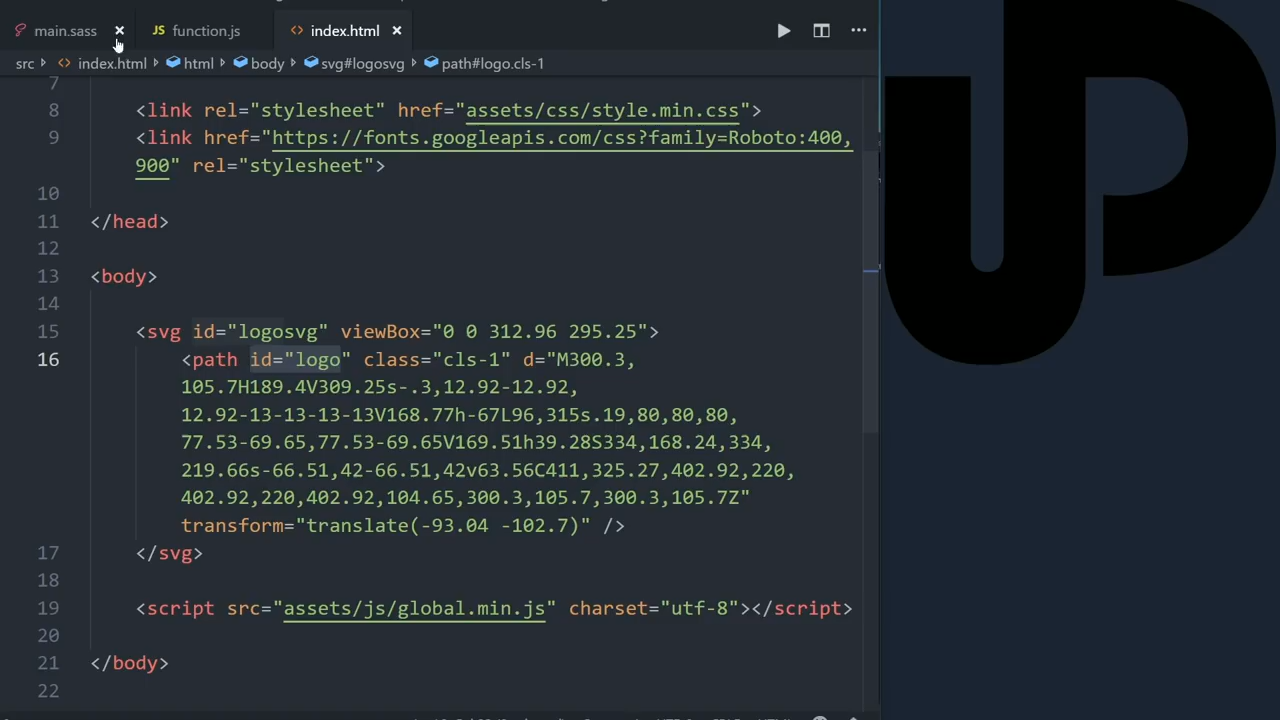 main.sass
JS function.js
<> index.html
src <> index.html html body svg#logosvg path#logo.cls-1
7
8 <link rel="stylesheet" href="assets/css/style.min.css">
9 <link href="https://fonts.googleapis.com/css?family=Roboto:400,
900" rel="stylesheet">
10
11 </head>
12
13 <body>
14
15 <svg id="logosvg" viewBox="0 0 312.96 295.25">
16 <path id="logo" class="cls-1" d="M300.3,
105.7H189.4V309.25s-.3,12.92-12.92,
12.92-13-13-13-13V168.77h-67L96,315s.19,80,80,80,
77.53-69.65,77.53-69.65V169.51h39.28S334,168.24,334,
219.66s-66.51,42-66.51,42v63.56C411,325.27,402.92,220,
402.92,220,402.92,104.65,300.3,105.7,300.3,105.7Z"
transform="translate(-93.04 -102.7)" />
17 </svg>
18
19 <script src="assets/js/global.min.js" charset="utf-8"></script>
20
21 </body>
22
UP